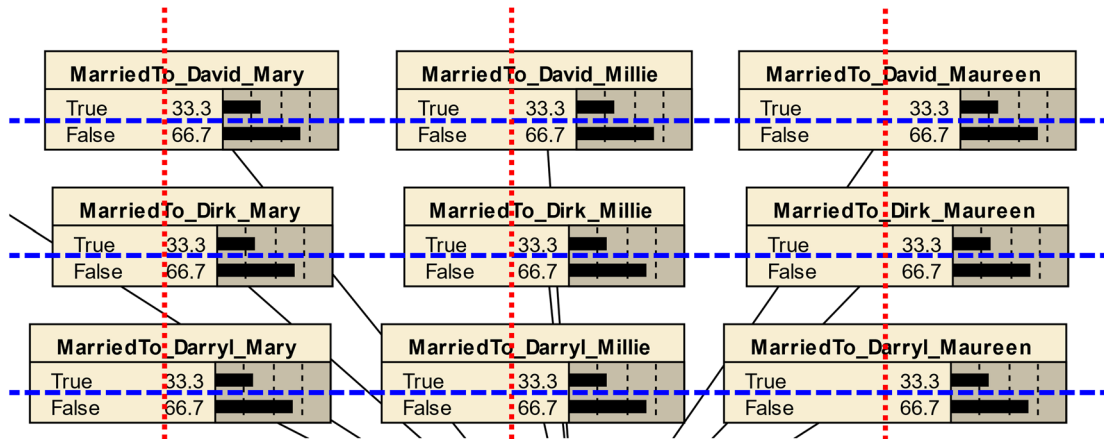 MarriedTo_David_Mary
True 33.3
False 66.7
MarriedTo_David_Millie
True 33.3
False 66.7
MarriedTo_David_Maureen
True 33.3
False 66.7
MarriedTo_Dirk_Mary
True 33.3
False 66.7
MarriedTo_Dirk_Millie
True 33.3
False 66.7
MarriedTo_Dirk_Maureen
True 33.3
False 66.7
MarriedTo_Darryl_Mary
True 33.3
False 66.7
MarriedTo_Darryl_Millie
True 33.3
False 66.7
MarriedTo_Darryl_Maureen
True 33.3
False 66.7